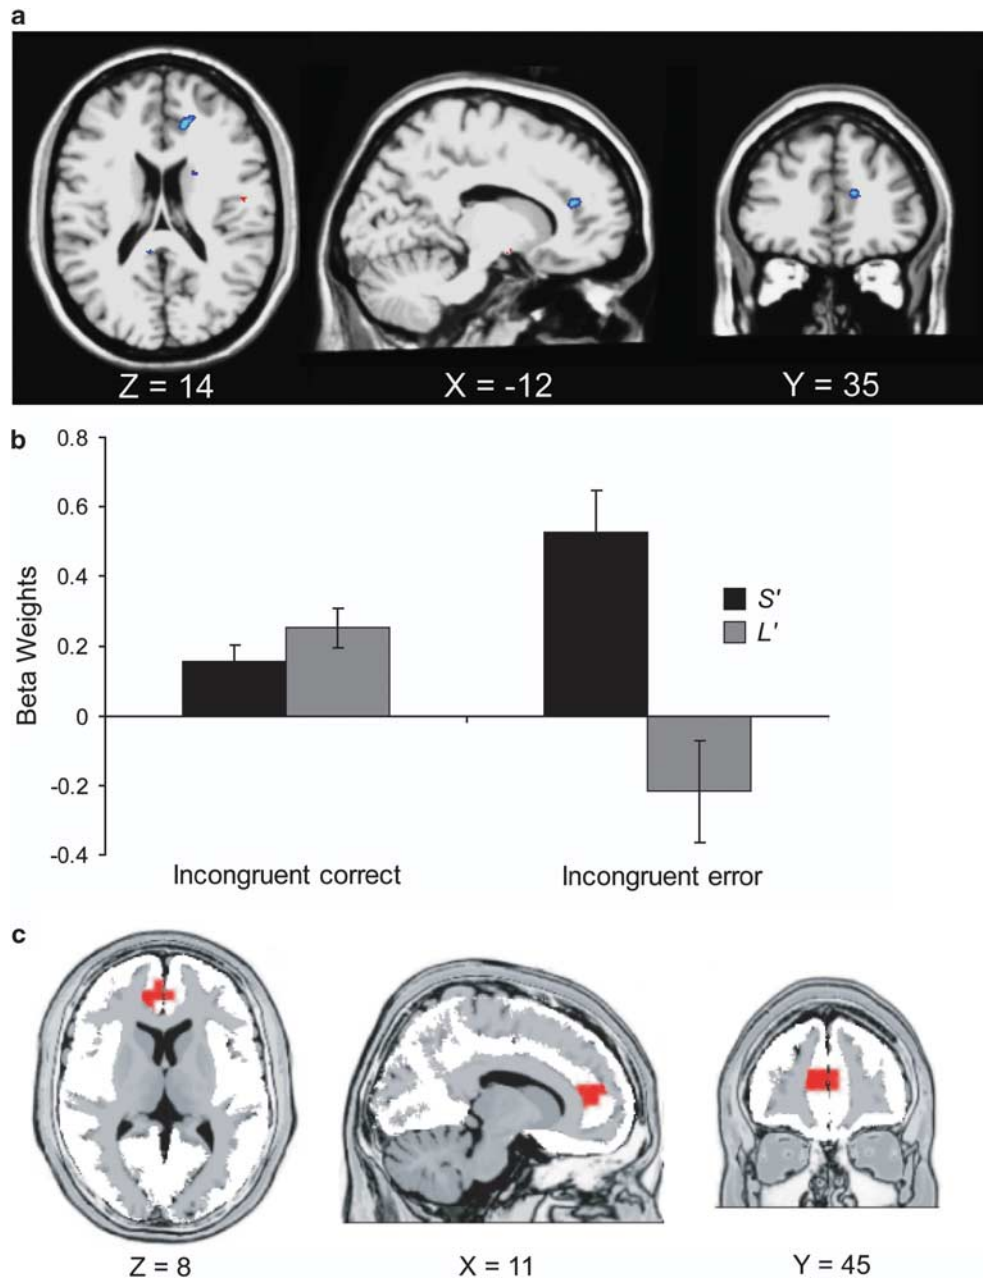 a
Z = 14 X = -12 Y = 35
b
0.8
0.6
0.4
0.2
0
-0.2
-0.4
Beta Weights
S'
L'
Incongruent correct Incongruent error
c
Z = 8 X = 11 Y = 45